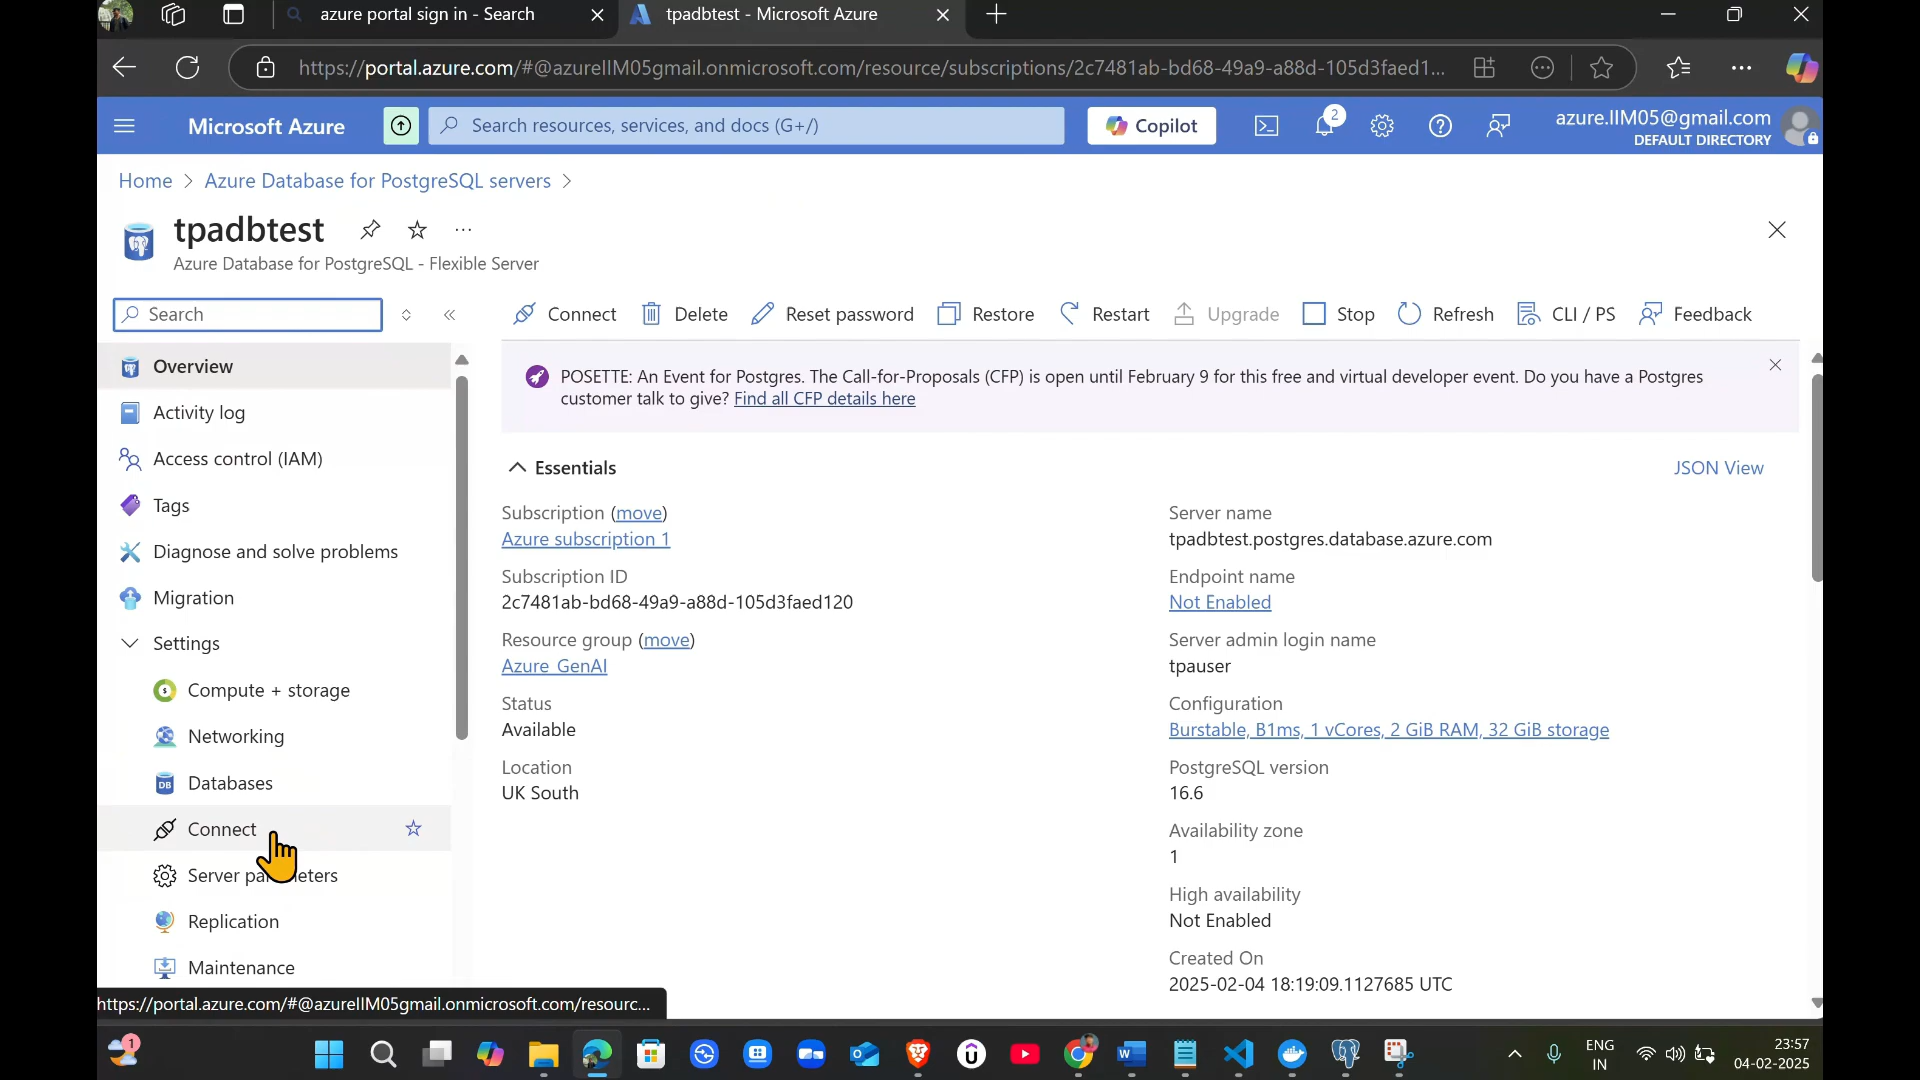 azure portal sign in - Search
tpadbtest - Microsoft Azure
https://portal.azure.com/#@azurellM05gmail.onmicrosoft.com/resource/subscriptions/2c7481ab-bd68-49a9-a88d-105d3faed1...
Microsoft Azure
Search resources, services, and docs (G+/)
Copilot
2
azure.llM05@gmail.com
DEFAULT DIRECTORY
Home > Azure Database for PostgreSQL servers >
tpadbtest
Azure Database for PostgreSQL - Flexible Server
Search
Connect
Delete
Reset password
Restore
Restart
Upgrade
Stop
Refresh
CLI / PS
Feedback
Overview
Activity log
Access control (IAM)
Tags
Diagnose and solve problems
Migration
Settings
Compute + storage
Networking
DB
Databases
Connect
Replication
Maintenance
POSETTE: An Event for Postgres. The Call-for-Proposals (CFP) is open until February 9 for this free and virtual developer event. Do you have a Postgres
customer talk to give? Find all CFP details here
Essentials
JSON View
Subscription (move)
Azure subscription 1
Subscription ID
2c7481ab-bd68-49a9-a88d-105d3faed120
Resource group (move)
Azure_GenAI
Status
Available
Location
UK South
Server name
tpadbtest.postgres.database.azure.com
Endpoint name
Not Enabled
Server admin login name
tpauser
Configuration
Burstable, B1ms, 1 vCores, 2 GiB RAM, 32 GiB storage
PostgreSQL version
16.6
Availability zone
1
High availability
Not Enabled
Created On
2025-02-04 18:19:09.1127685 UTC
https://portal.azure.com/#@azurellM05gmail.onmicrosoft.com/resourc...
1
ENG
IN
23:57
04-02-2025